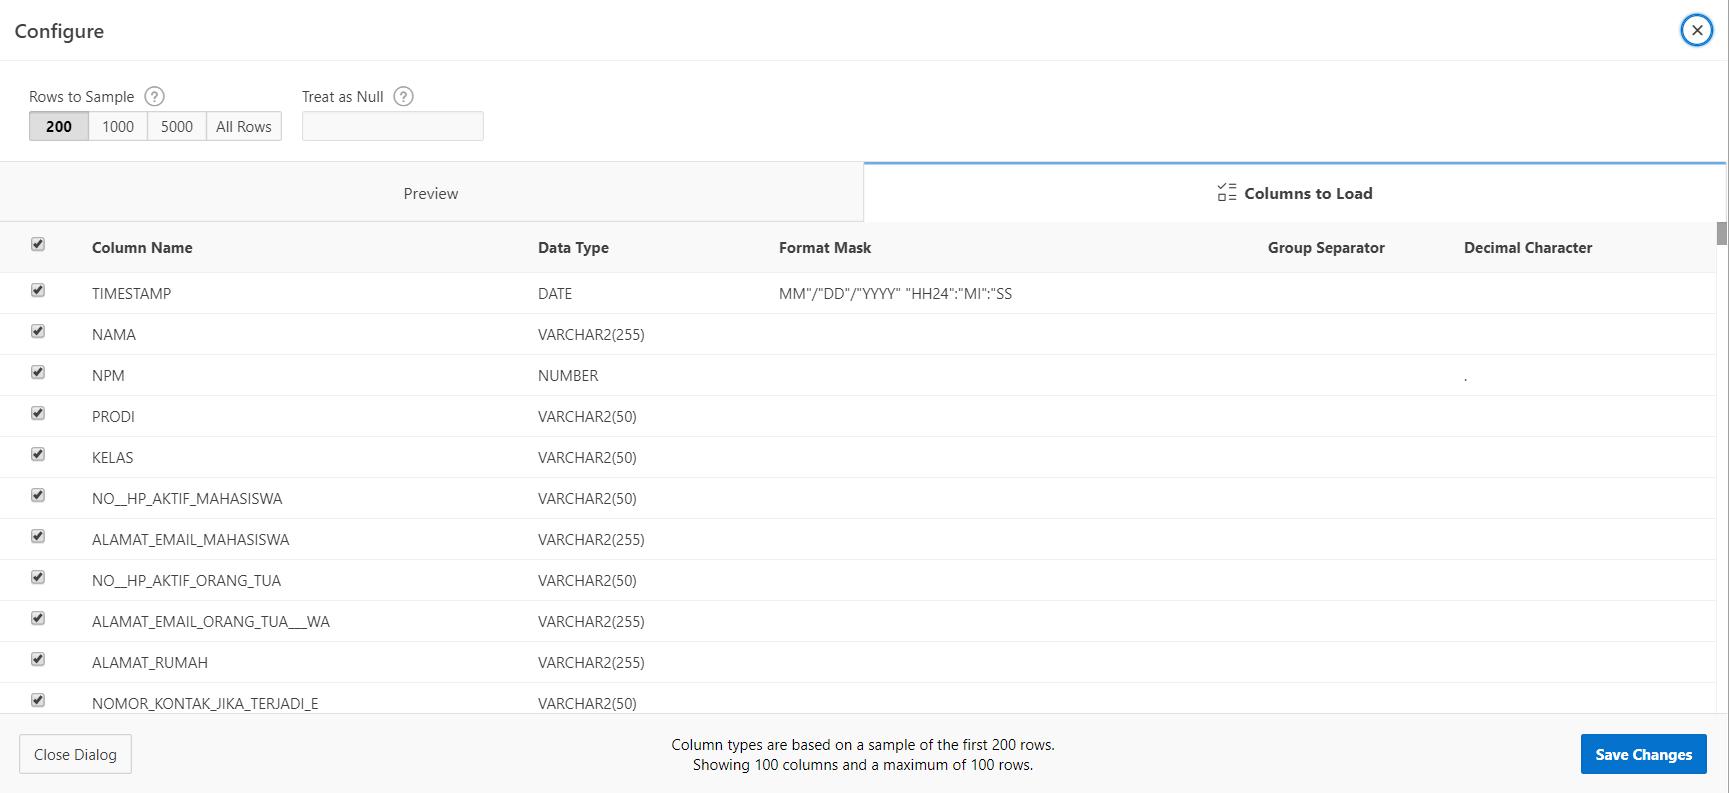 Configure
Rows to Sample ? Treat as Null ?
200 1000 5000 All Rows
Preview Columns to Load
Column Name Data Type Format Mask Group Separator Decimal Character
TIMESTAMP DATE MM"/"DD"/"YYYY" "HH24":"MI":"SS
NAMA VARCHAR2(255)
NPM NUMBER .
PRODI VARCHAR2(50)
KELAS VARCHAR2(50)
NO__HP_AKTIF_MAHASISWA VARCHAR2(50)
ALAMAT_EMAIL_MAHASISWA VARCHAR2(255)
NO__HP_AKTIF_ORANG_TUA VARCHAR2(50)
ALAMAT_EMAIL_ORANG_TUA___WA VARCHAR2(255)
ALAMAT_RUMAH VARCHAR2(255)
NOMOR_KONTAK_JIKA_TERJADI_E VARCHAR2(50)
Close Dialog
Column types are based on a sample of the first 200 rows.
Showing 100 columns and a maximum of 100 rows.
Save Changes